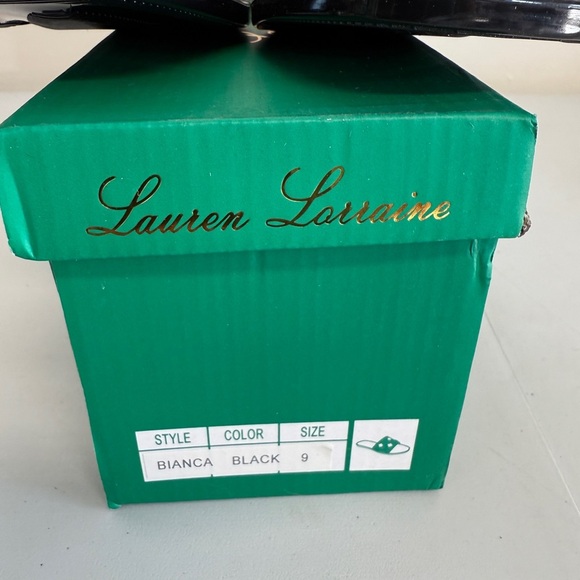 Lauren Lorraine
STYLE COLOR SIZE
BIANCA BLACK 9